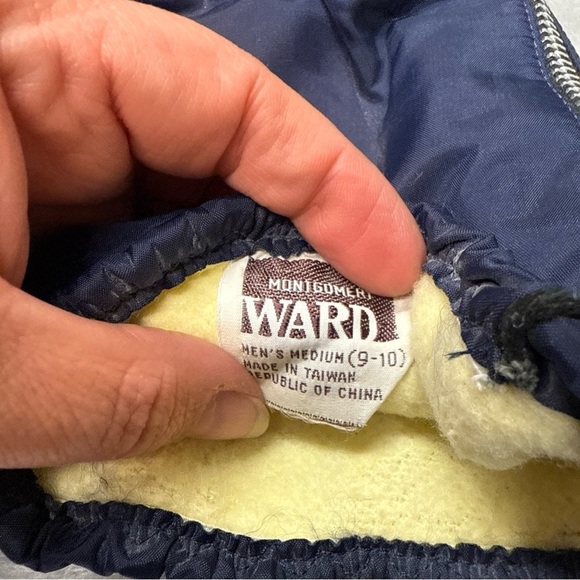 MONTGOMERY
WARD
MEN'S MEDIUM (9-10)
MADE IN TAIWAN
REPUBLIC OF CHINA